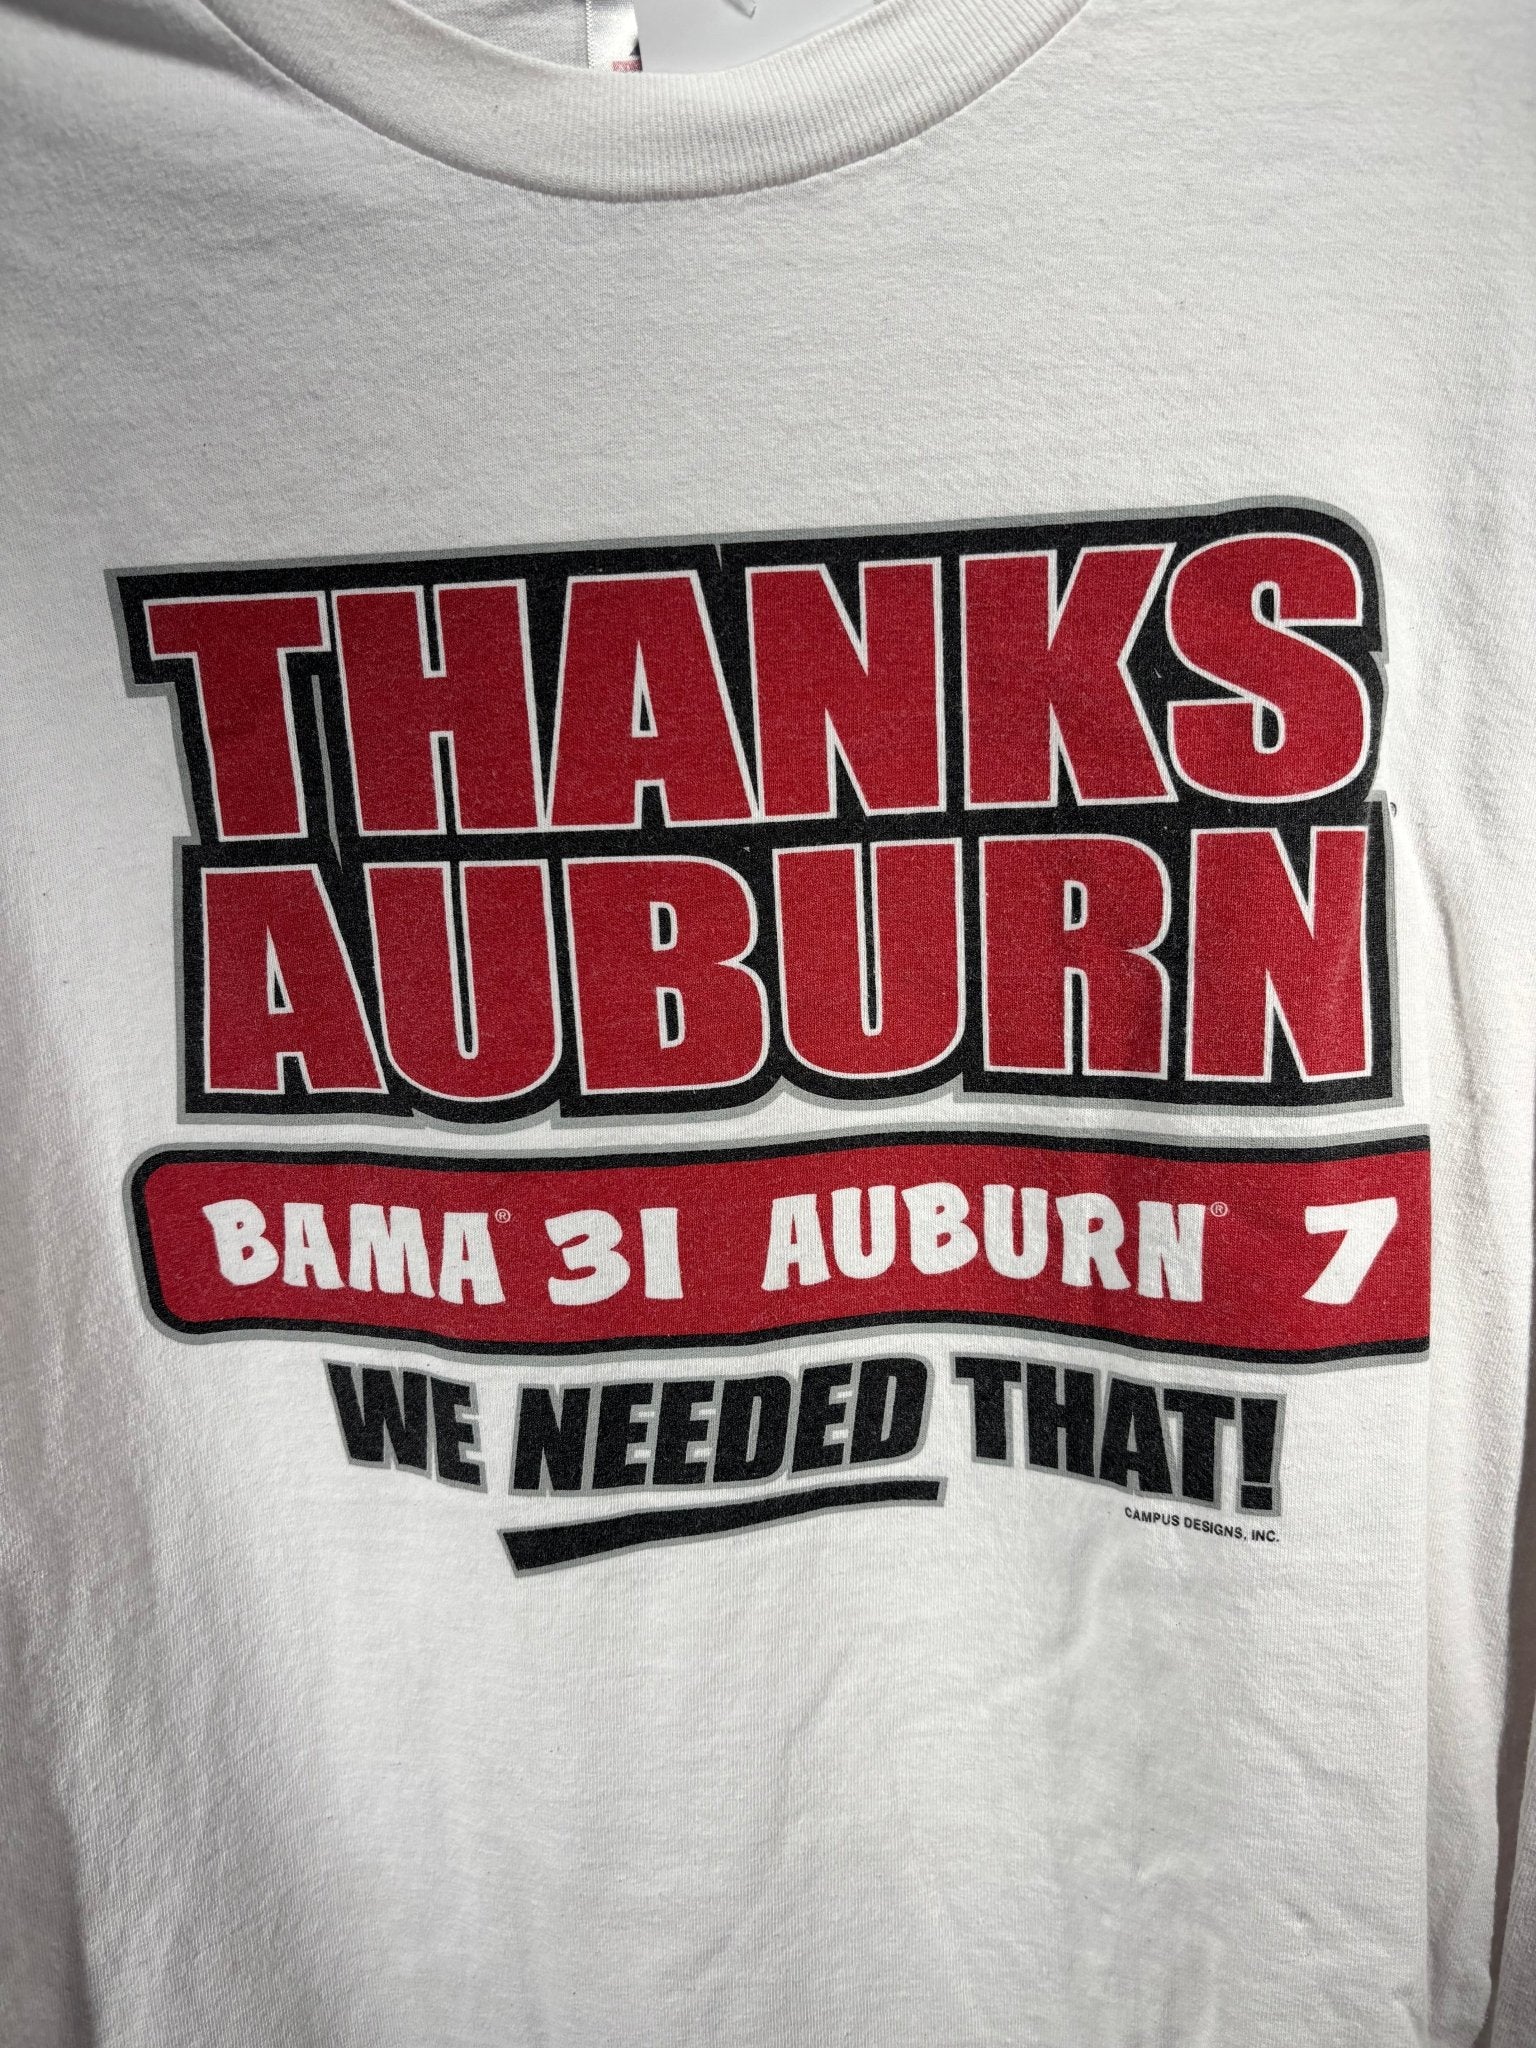 THANKS
AUBURN
BAMA® 31 AUBURN® 7
WE NEEDED THAT!
CAMPUS DESIGNS, INC.